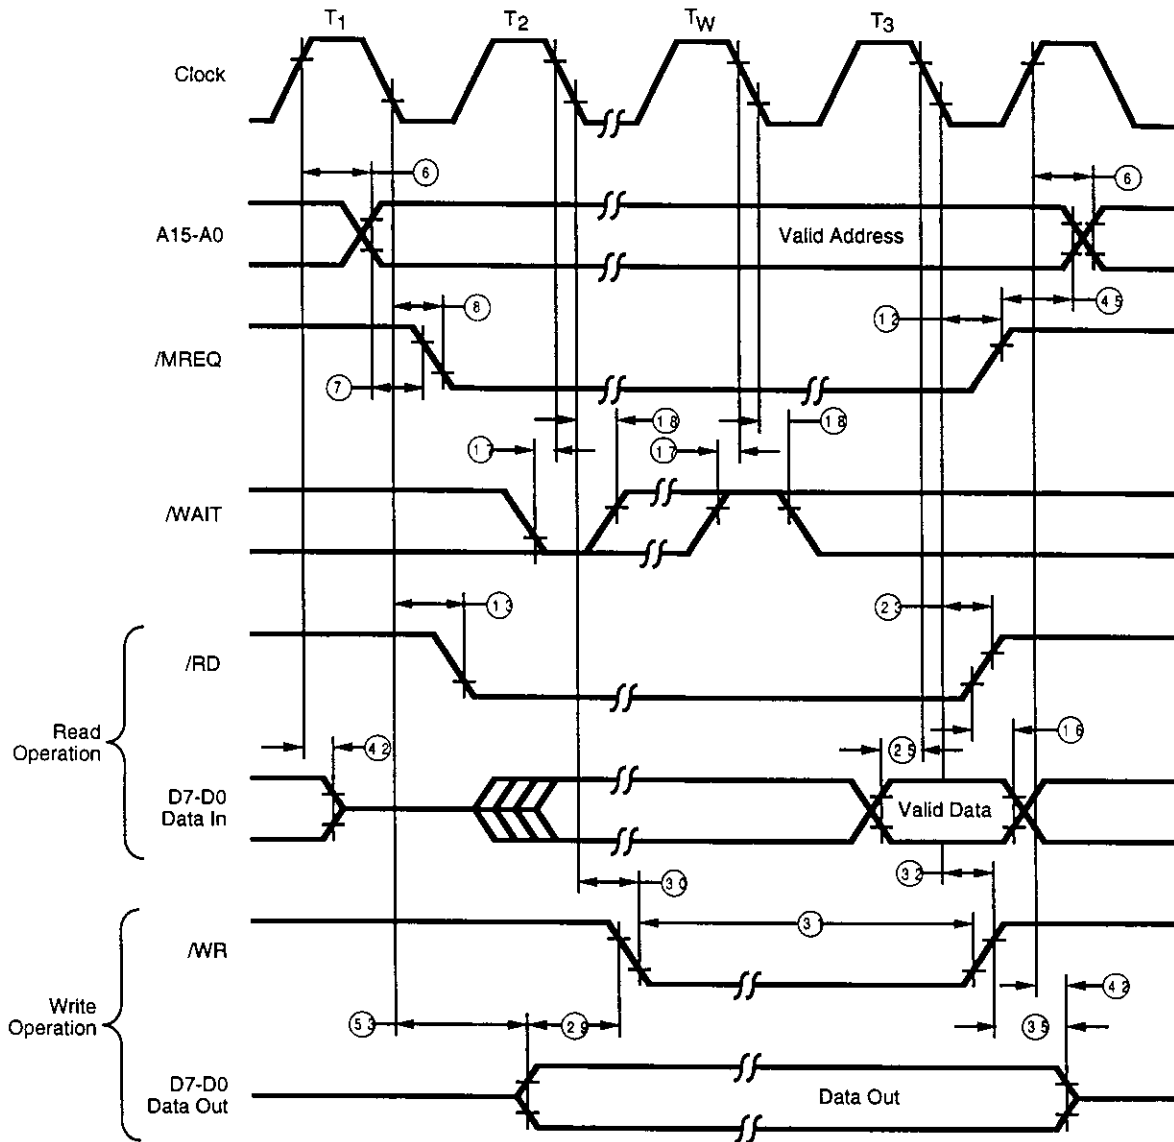 T1 T2 TW T3
Clock
6 6
A15-A0 Valid Address
8 45
12
/MREQ
7
18 18
17 17
/WAIT
13 23
/RD
Read
Operation
42 25 16
D7-D0
Data In
Valid Data
30 32
/WR
31
Write
Operation
42
53 29 35
D7-D0
Data Out
Data Out